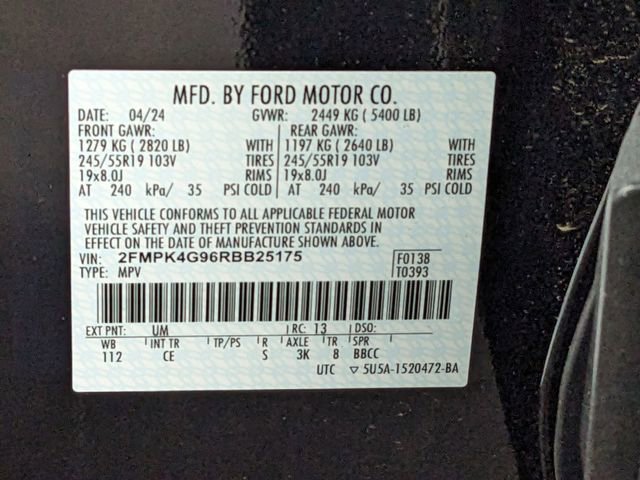 MFD. BY FORD MOTOR CO.
DATE: 04/24 GVWR: 2449 KG ( 5400 LB)
FRONT GAWR: REAR GAWR:
1279 KG ( 2820 LB) WITH 1197 KG ( 2640 LB) WITH
245/55R19 103V TIRES 245/55R19 103V TIRES
19x8.0J RIMS 19x8.0J RIMS
AT 240 kPa/ 35 PSI COLD AT 240 kPa/ 35 PSI COLD
THIS VEHICLE CONFORMS TO ALL APPLICABLE FEDERAL MOTOR
VEHICLE SAFETY AND THEFT PREVENTION STANDARDS IN
EFFECT ON THE DATE OF MANUFACTURE SHOWN ABOVE.
VIN: 2FMPK4G96RBB25175 F0138
TYPE: MPV T0393
EXT PNT: UM RC: 13 DSO:
WB INT TR TP/PS R AXLE TR SPR
112 CE S 3K 8 BBCC
UTC ▽ 5U5A-1520472-BA